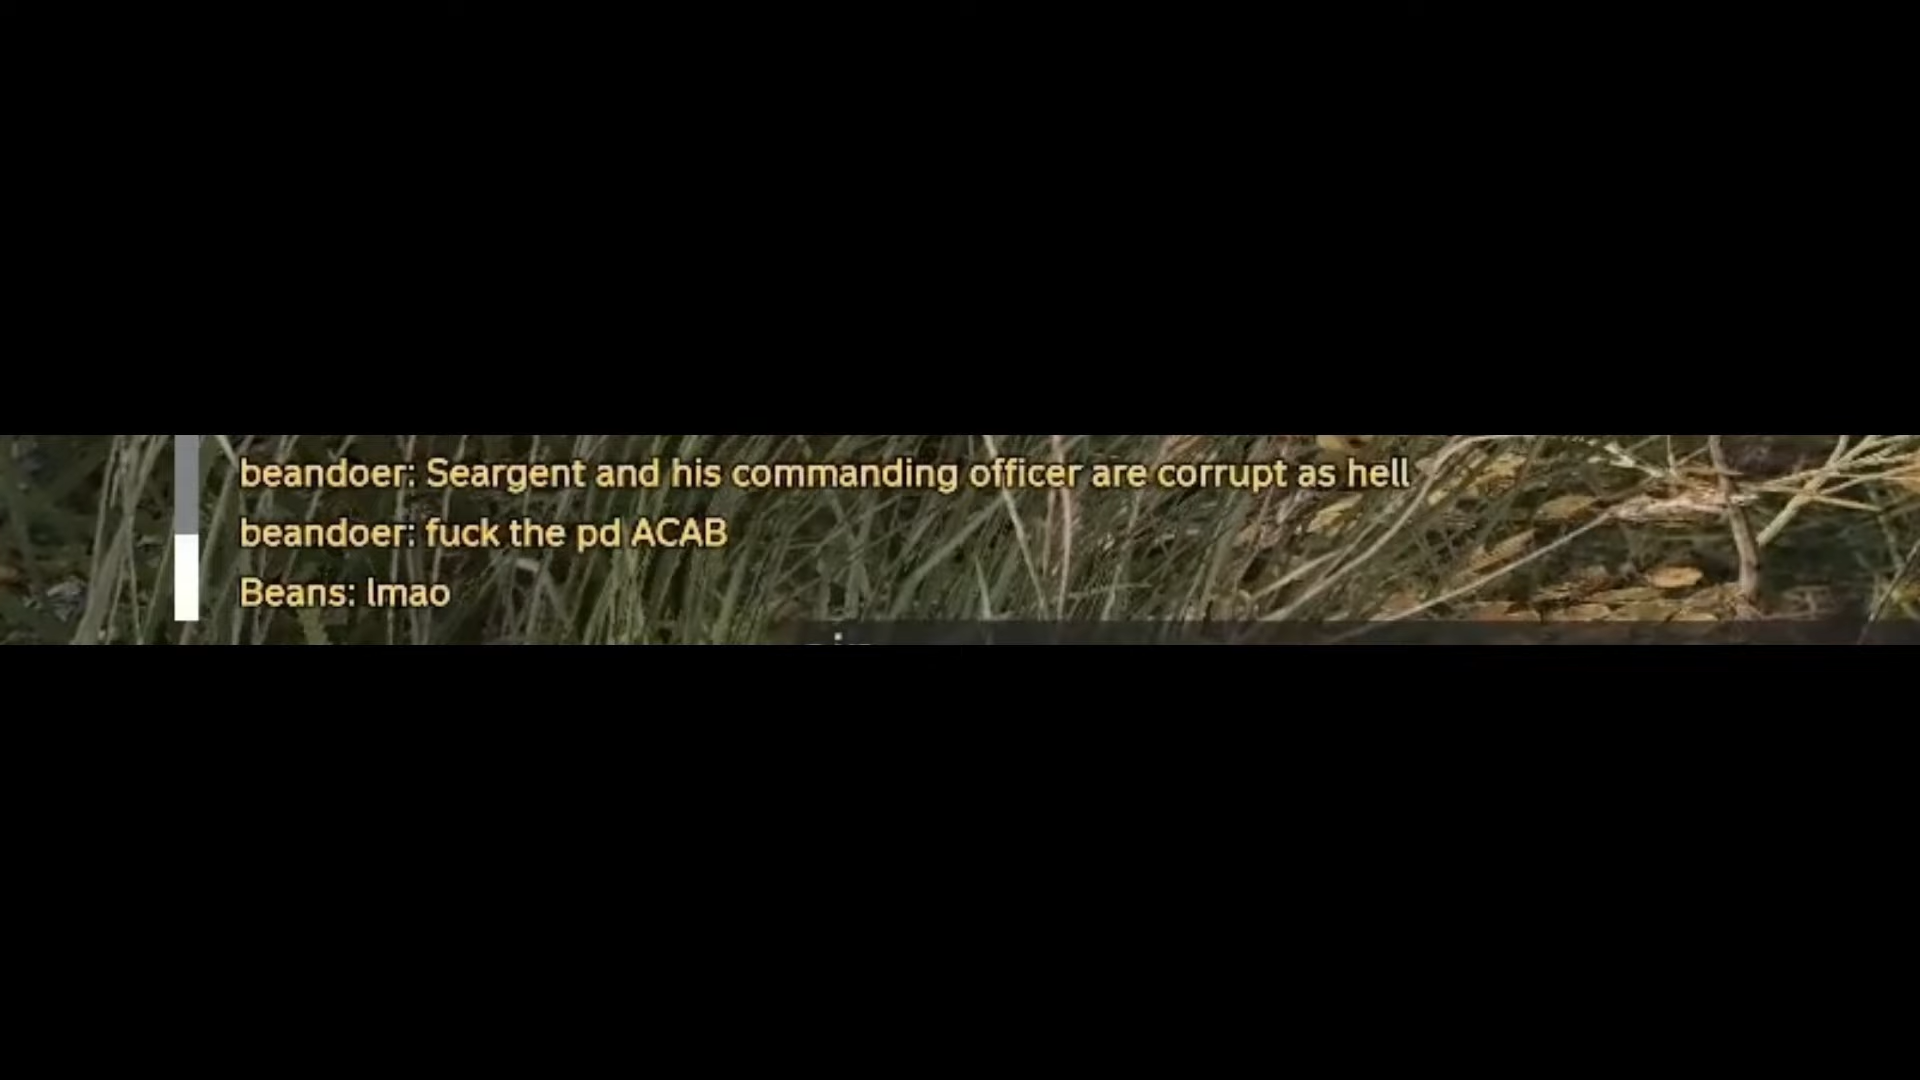 beandoer: Seargent and his commanding officer are corrupt as hell
beandoer: fuck the pd ACAB
Beans: lmao